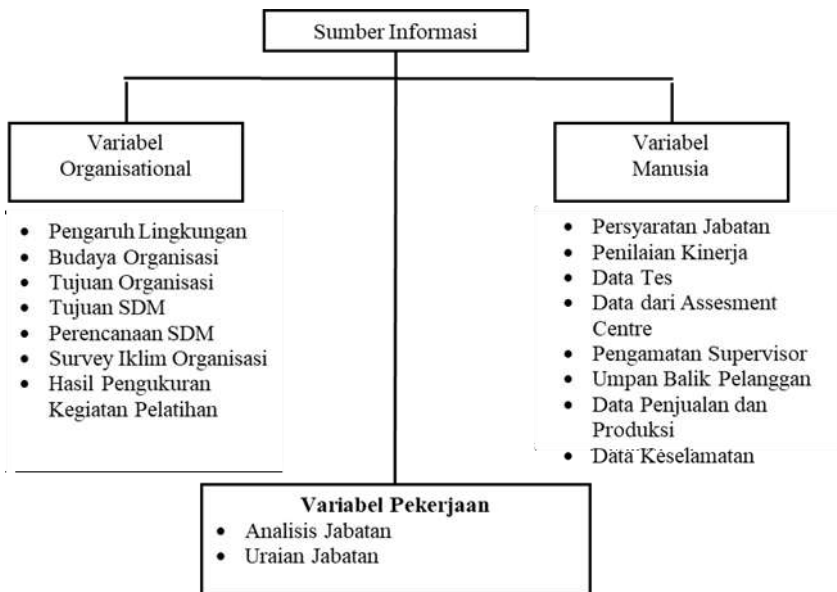 Sumber Informasi
Variabel
Organisational
• Pengaruh Lingkungan
• Budaya Organisasi
• Tujuan Organisasi
• Tujuan SDM
• Perencanaan SDM
• Survey Iklim Organisasi
• Hasil Pengukuran
Kegiatan Pelatihan
Variabel
Manusia
• Persyaratan Jabatan
• Penilaian Kinerja
• Data Tes
• Data dari Assesment
Centre
• Pengamatan Supervisor
• Umpan Balik Pelanggan
• Data Penjualan dan
Produksi
• Data Keselamatan
Variabel Pekerjaan
• Analisis Jabatan
• Uraian Jabatan